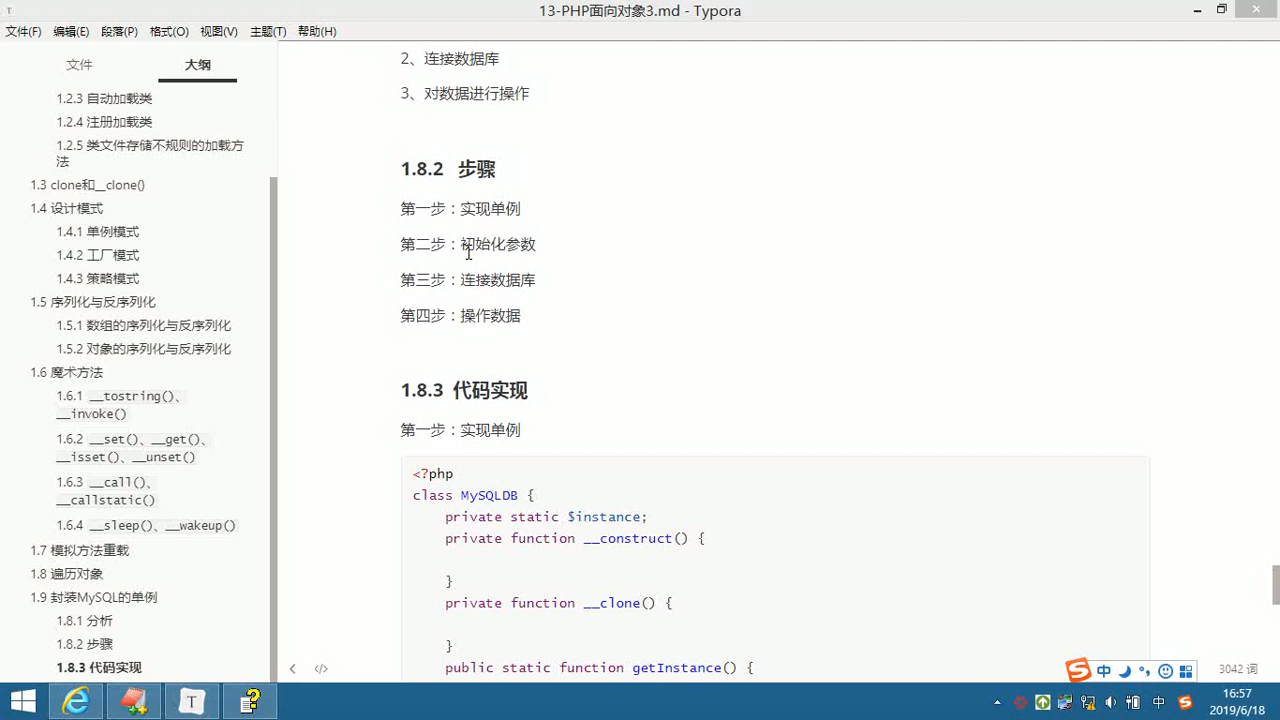 13-PHP面向对象3.md - Typora
文件(F) 编辑(E) 段落(P) 格式(O) 视图(V) 主题(T) 帮助(H)
文件 大纲
1.2.3 自动加载类
1.2.4 注册加载类
1.2.5 类文件存储不规则的加载方
法
1.3 clone和__clone()
1.4 设计模式
1.4.1 单例模式
1.4.2 工厂模式
1.4.3 策略模式
1.5 序列化与反序列化
1.5.1 数组的序列化与反序列化
1.5.2 对象的序列化与反序列化
1.6 魔术方法
1.6.1 __tostring()、
__invoke()
1.6.2 __set()、__get()、
__isset()、__unset()
1.6.3 __call()、
__callstatic()
1.6.4 __sleep()、__wakeup()
1.7 模拟方法重载
1.8 遍历对象
1.9 封装MySQL的单例
1.8.1 分析
1.8.2 步骤
1.8.3 代码实现
2、连接数据库
3、对数据进行操作
1.8.2 步骤
第一步：实现单例
第二步：初始化参数
第三步：连接数据库
第四步：操作数据
1.8.3 代码实现
第一步：实现单例
<?php
class MySQLDB {
private static $instance;
private function __construct() {
}
private function __clone() {
}
public static function getInstance() {
中
3042 词
中
16:57
2019/6/18